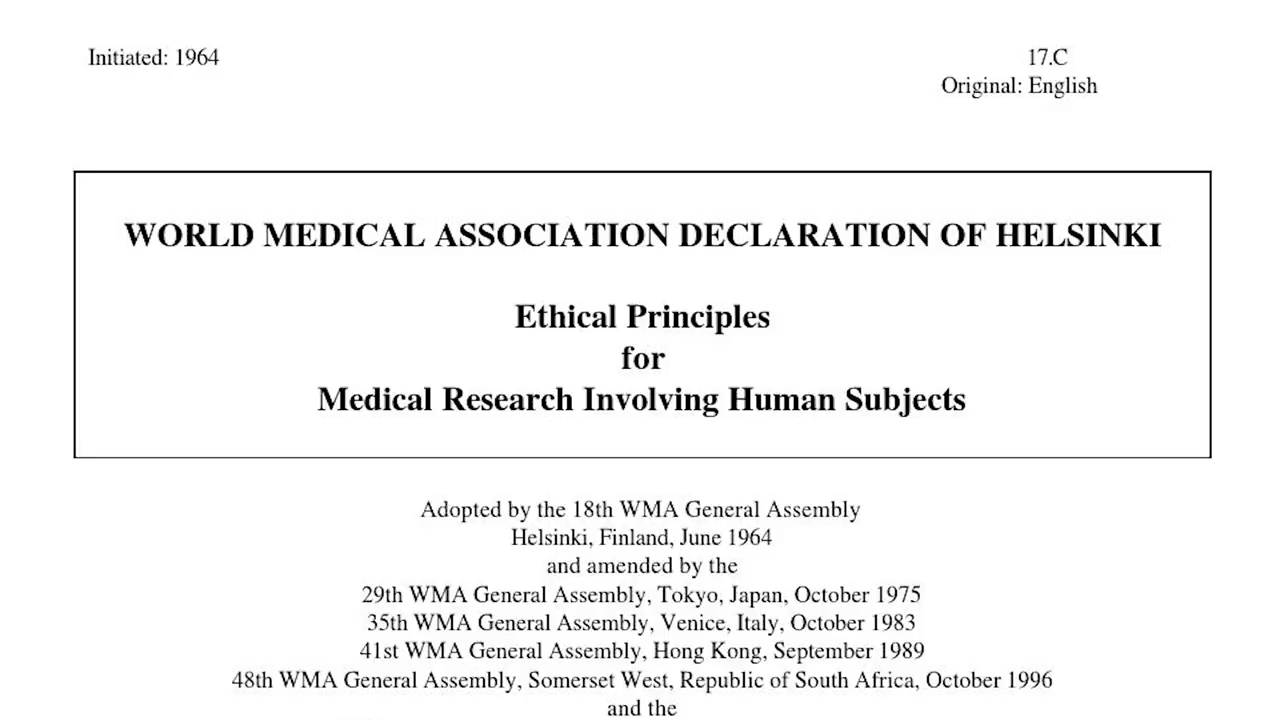 Initiated: 1964
17.C
Original: English
WORLD MEDICAL ASSOCIATION DECLARATION OF HELSINKI
Ethical Principles
for
Medical Research Involving Human Subjects
Adopted by the 18th WMA General Assembly
Helsinki, Finland, June 1964
and amended by the
29th WMA General Assembly, Tokyo, Japan, October 1975
35th WMA General Assembly, Venice, Italy, October 1983
41st WMA General Assembly, Hong Kong, September 1989
48th WMA General Assembly, Somerset West, Republic of South Africa, October 1996
and the